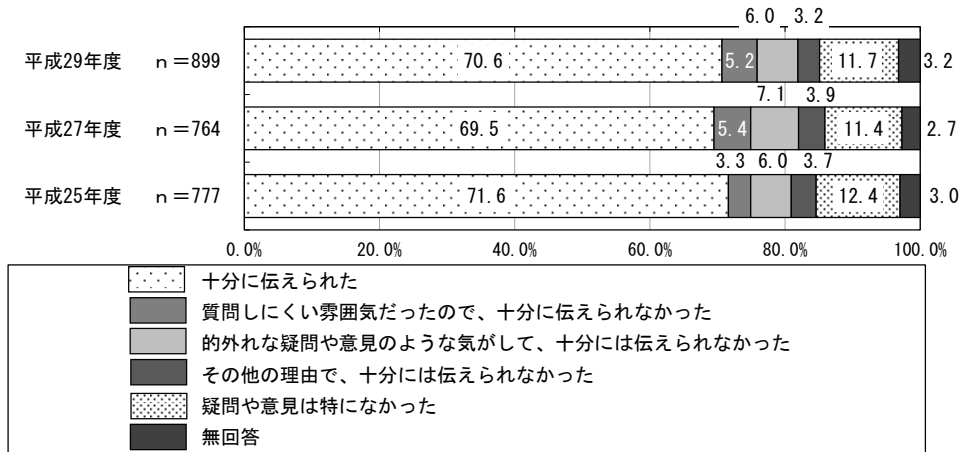 6.0 3.2
平成29年度 ｎ＝899 70.6 5.2 11.7 3.2
7.1 3.9
平成27年度 ｎ＝764 69.5 5.4 11.4 2.7
3.3 6.0 3.7
平成25年度 ｎ＝777 71.6 12.4 3.0
0.0% 20.0% 40.0% 60.0% 80.0% 100.0%
十分に伝えられた
質問しにくい雰囲気だったので、十分に伝えられなかった
的外れな疑問や意見のような気がして、十分には伝えられなかった
その他の理由で、十分には伝えられなかった
疑問や意見は特になかった
無回答